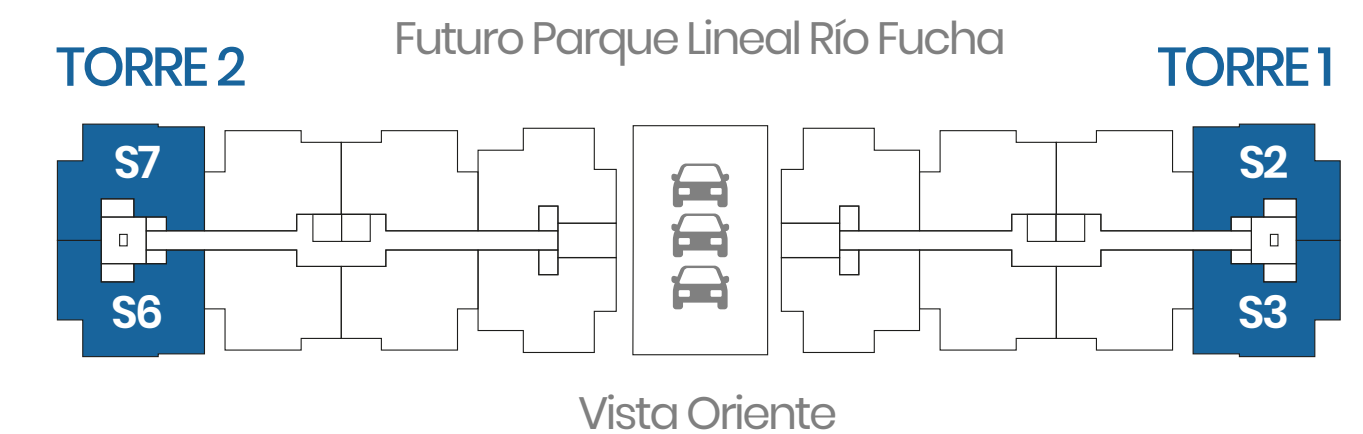 Futuro Parque Lineal Río Fucha
TORRE 2
TORRE 1
S7
S2
S6
S3
Vista Oriente